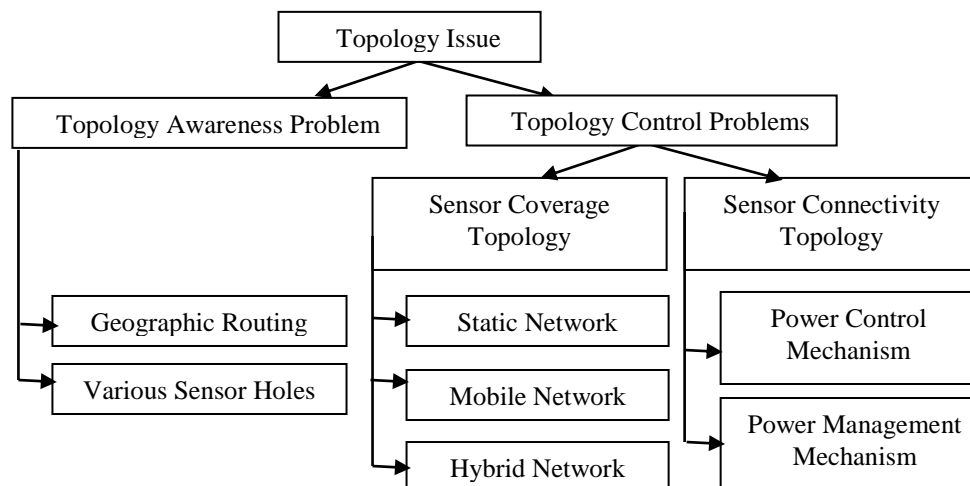 Topology Issue
Topology Awareness Problem
Topology Control Problems
Sensor Coverage
Topology
Sensor Connectivity
Topology
Geographic Routing
Various Sensor Holes
Static Network
Mobile Network
Hybrid Network
Power Control
Mechanism
Power Management
Mechanism